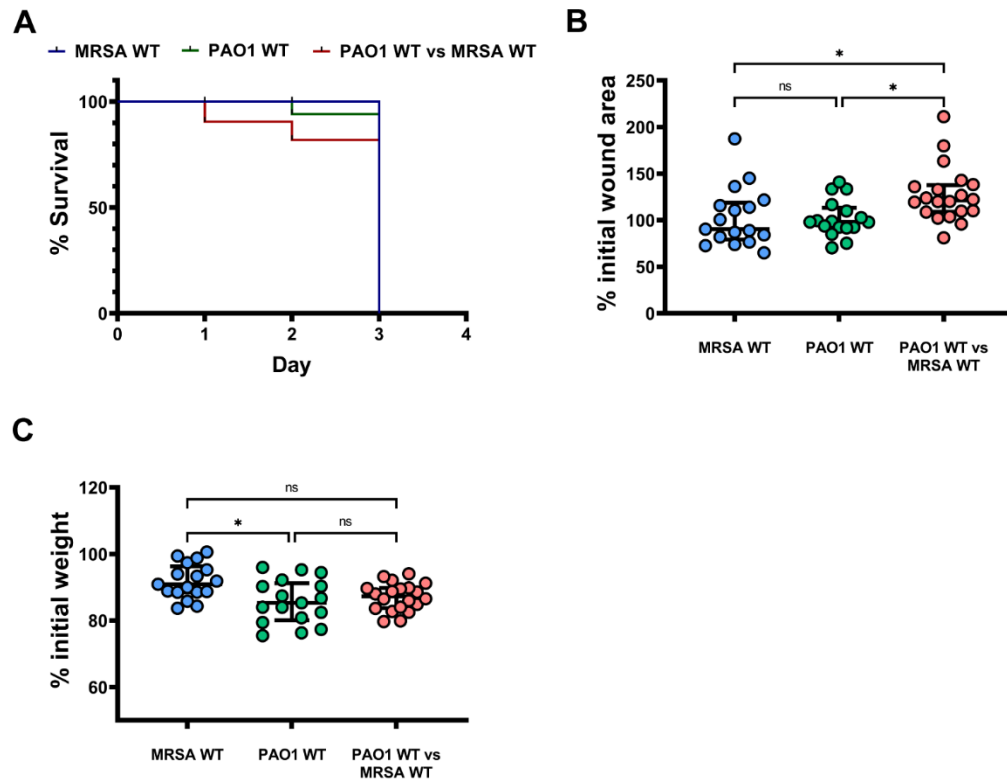 A
MRSA WT PAO1 WT PAO1 WT vs MRSA WT
% Survival
100
50
0
0 1 2 3 4
Day
B
% initial wound area
250
200
150
100
50
0
*
ns *
MRSA WT PAO1 WT PAO1 WT vs
MRSA WT
C
% initial weight
120
100
80
60
ns
* ns
MRSA WT PAO1 WT PAO1 WT vs
MRSA WT